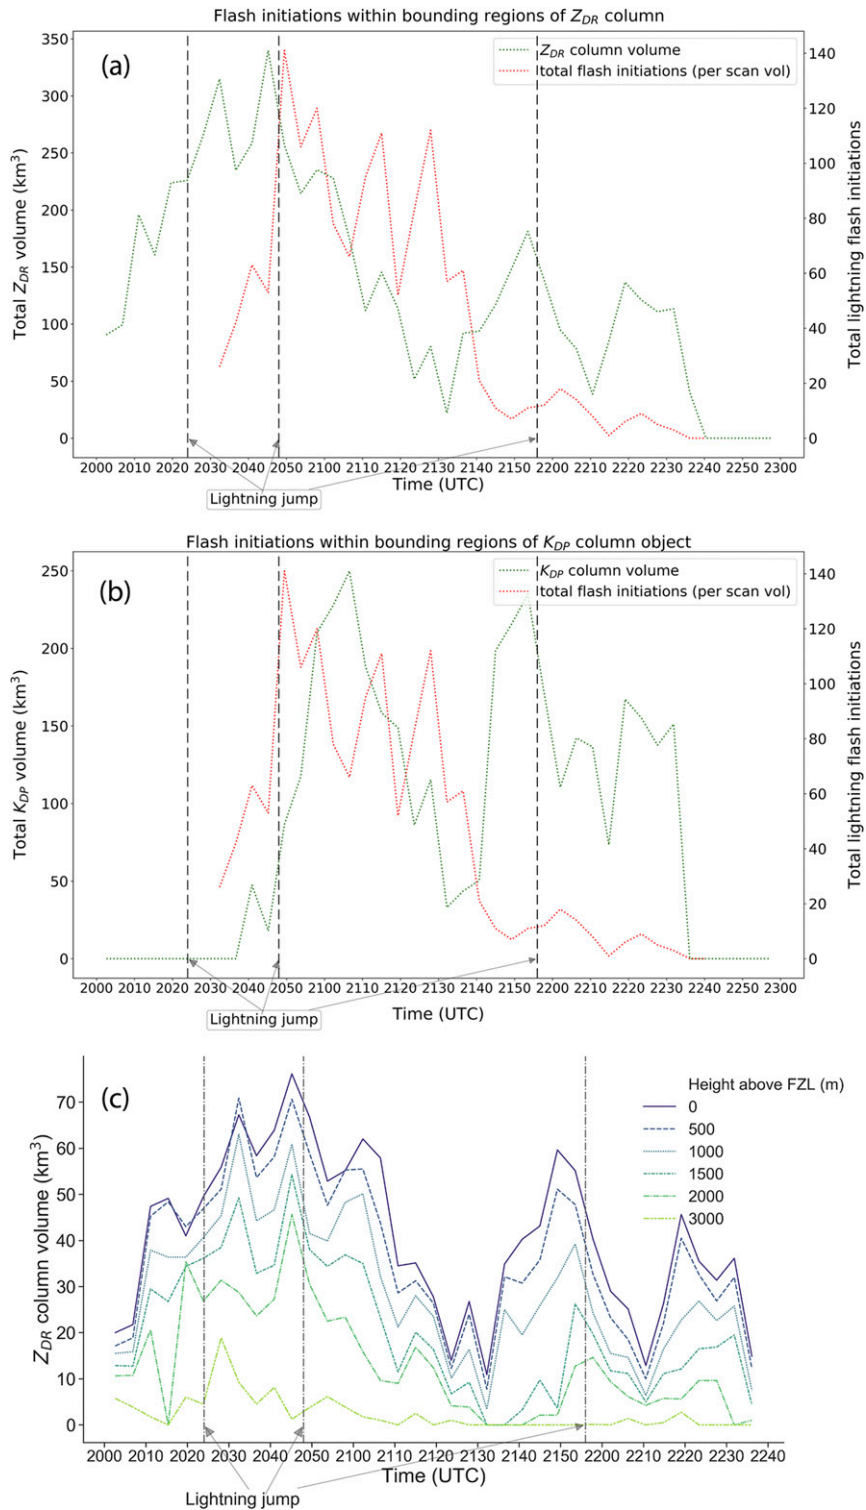 Flash initiations within bounding regions of Z_DR column
(a)
Z_DR column volume
total flash initiations (per scan vol)
Total Z_DR volume (km³)
350
300
250
200
150
100
50
0
Total lightning flash initiations
140
120
100
80
60
40
20
0
2000 2010 2020 2030 2040 2050 2100 2110 2120 2130 2140 2150 2200 2210 2220 2230 2240 2250 2300
Time (UTC)
Lightning jump
Flash initiations within bounding regions of K_DP column object
(b)
K_DP column volume
total flash initiations (per scan vol)
Total K_DP volume (km³)
250
200
150
100
50
0
Total lightning flash initiations
140
120
100
80
60
40
20
0
2000 2010 2020 2030 2040 2050 2100 2110 2120 2130 2140 2150 2200 2210 2220 2230 2240 2250 2300
Time (UTC)
Lightning jump
(c)
Height above FZL (m)
0
500
1000
1500
2000
3000
Z_DR column volume (km³)
70
60
50
40
30
20
10
0
2000 2010 2020 2030 2040 2050 2100 2110 2120 2130 2140 2150 2200 2210 2220 2230 2240
Time (UTC)
Lightning jump